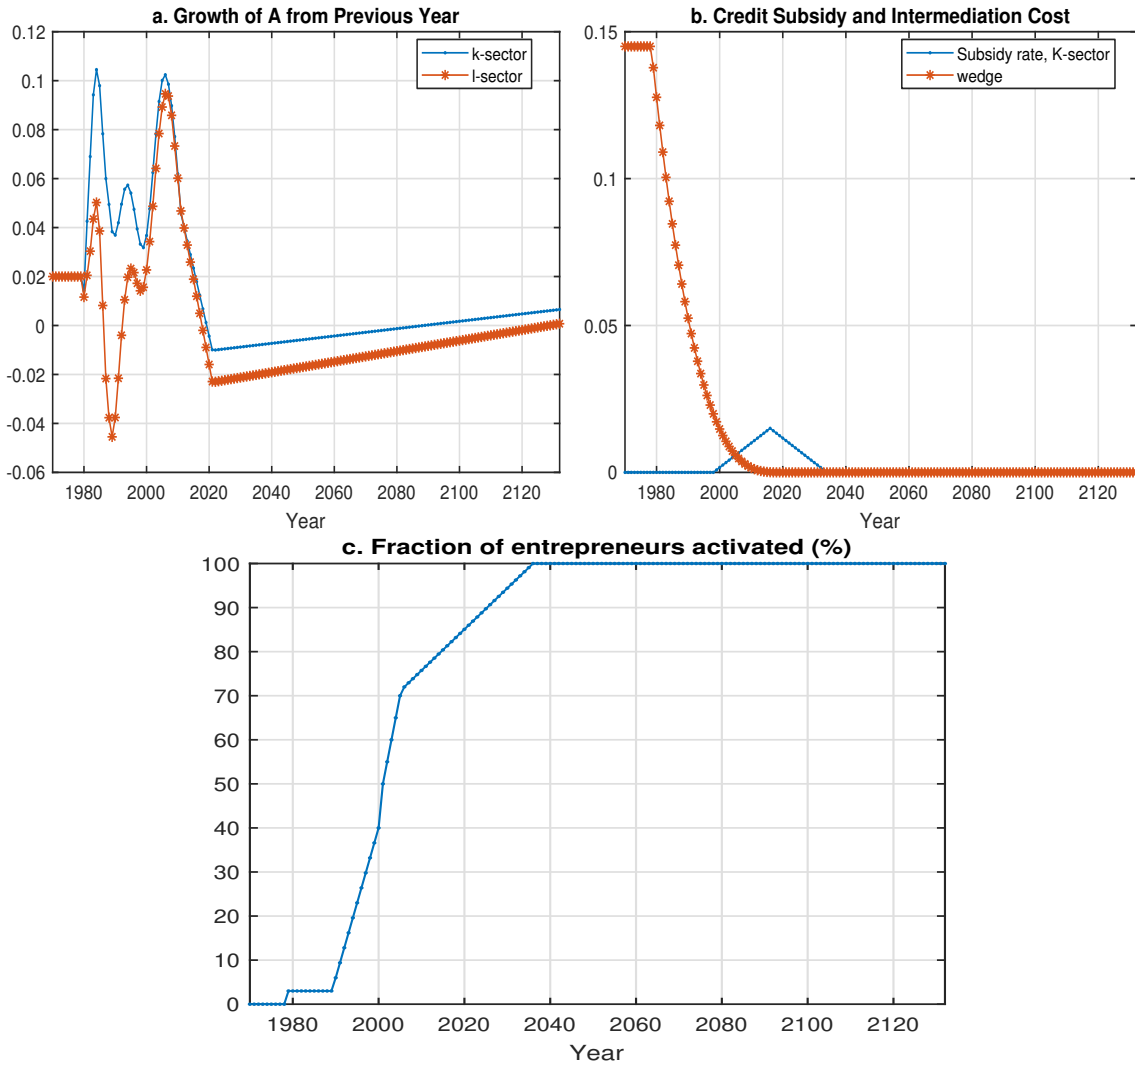 a. Growth of A from Previous Year
0.12
0.1
0.08
0.06
0.04
0.02
0
-0.02
-0.04
-0.06
k-sector
l-sector
1980 2000 2020 2040 2060 2080 2100 2120
Year
b. Credit Subsidy and Intermediation Cost
0.15
0.1
0.05
0
Subsidy rate, K-sector
wedge
1980 2000 2020 2040 2060 2080 2100 2120
Year
c. Fraction of entrepreneurs activated (%)
100
90
80
70
60
50
40
30
20
10
0
1980 2000 2020 2040 2060 2080 2100 2120
Year